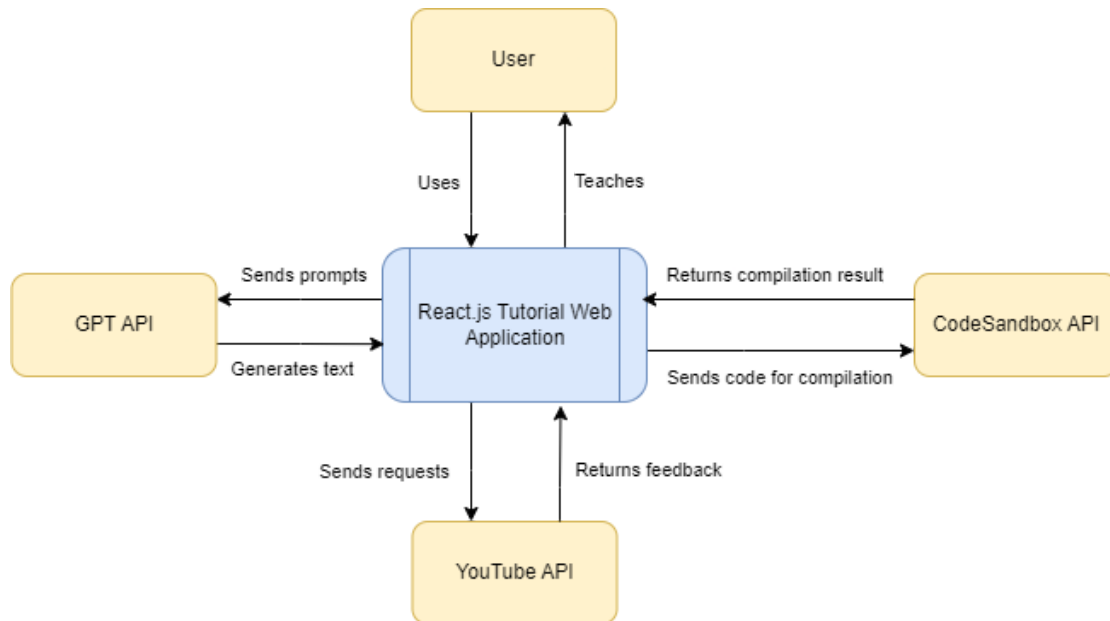 User
Uses
Teaches
Sends prompts
Returns compilation result
GPT API
React.js Tutorial Web
Application
CodeSandbox API
Generates text
Sends code for compilation
Sends requests
Returns feedback
YouTube API